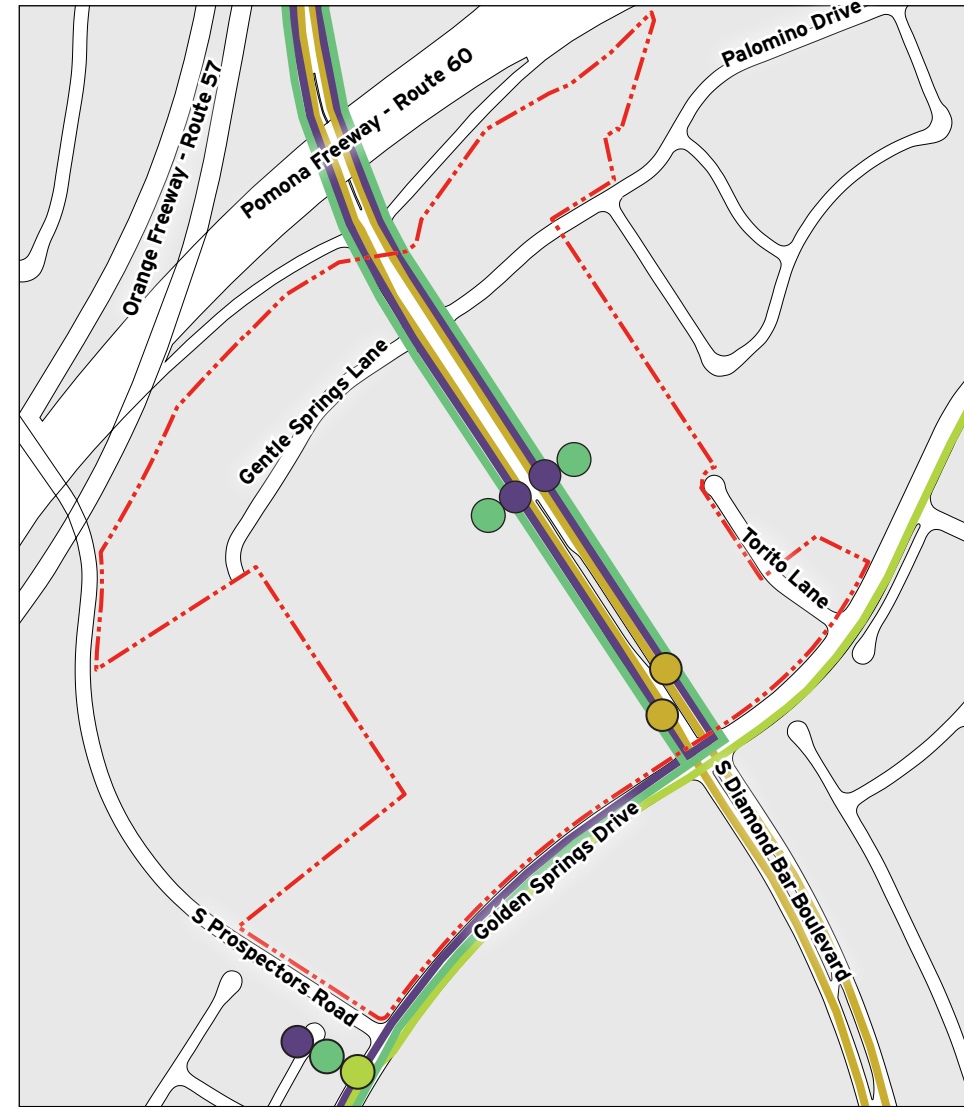 Palomino Drive
Orange Freeway - Route 57
Pomona Freeway - Route 60
Gentle Springs Lane
Torito Lane
S Diamond Bar Boulevard
Golden Springs Drive
S Prospectors Road